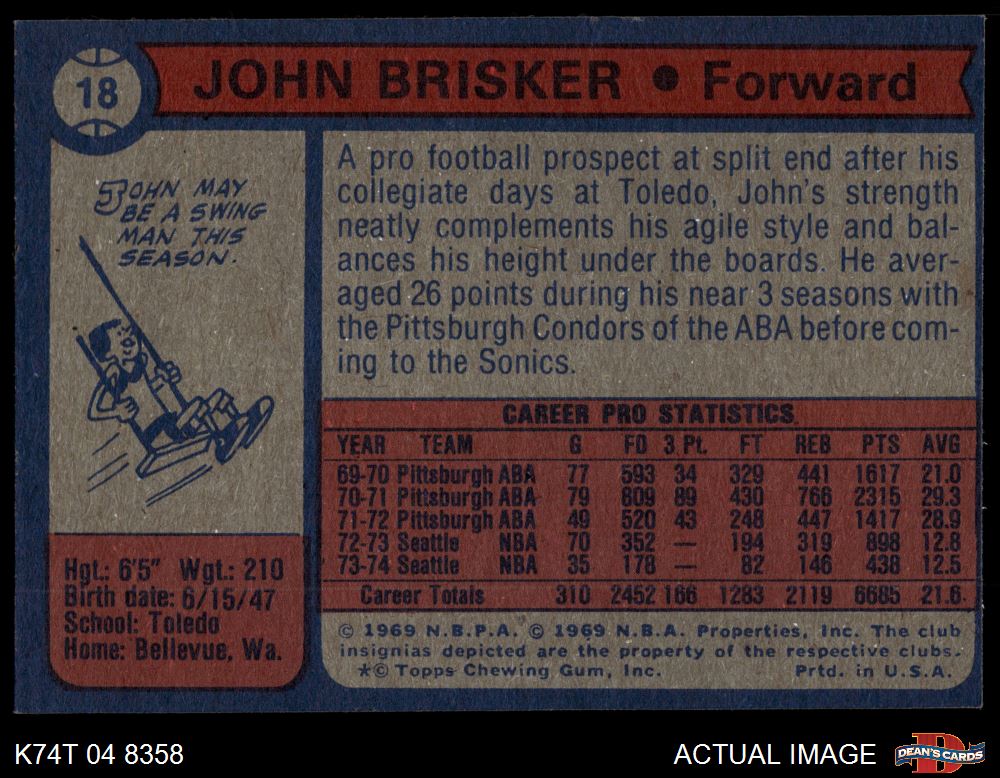 18
JOHN BRISKER • Forward
JOHN MAY
BE A SWING
MAN THIS
SEASON.
A pro football prospect at split end after his
collegiate days at Toledo, John's strength
neatly complements his agile style and bal-
ances his height under the boards. He aver-
aged 26 points during his near 3 seasons with
the Pittsburgh Condors of the ABA before com-
ing to the Sonics.
CAREER PRO STATISTICS
YEAR TEAM G FG 3 Pt. FT REB PTS AVG
69-70 Pittsburgh ABA 77 593 34 329 441 1617 21.0
70-71 Pittsburgh ABA 79 809 89 430 766 2315 29.3
71-72 Pittsburgh ABA 49 520 43 248 447 1417 28.9
72-73 Seattle NBA 70 352 — 194 319 898 12.8
73-74 Seattle NBA 35 178 — 82 146 438 12.5
Career Totals 310 2452 166 1283 2119 6685 21.6
Hgt.: 6'5" Wgt.: 210
Birth date: 6/15/47
School: Toledo
Home: Bellevue, Wa.
© 1969 N.B.P.A. © 1969 N.B.A. Properties, Inc. The club
insignias depicted are the property of the respective clubs.
*© Topps Chewing Gum, Inc. Prtd. in U.S.A.
K74T 04 8358
ACTUAL IMAGE
DEAN'S CARDS